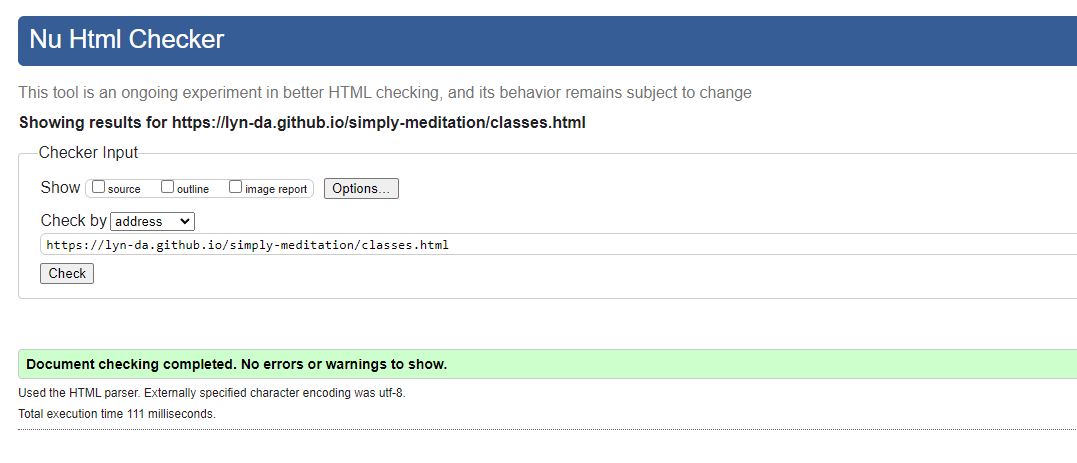 Nu Html Checker
This tool is an ongoing experiment in better HTML checking, and its behavior remains subject to change
Showing results for https://lyn-da.github.io/simply-meditation/classes.html
Checker Input
Show source outline image report Options...
Check by address
https://lyn-da.github.io/simply-meditation/classes.html
Check
Document checking completed. No errors or warnings to show.
Used the HTML parser. Externally specified character encoding was utf-8.
Total execution time 111 milliseconds.